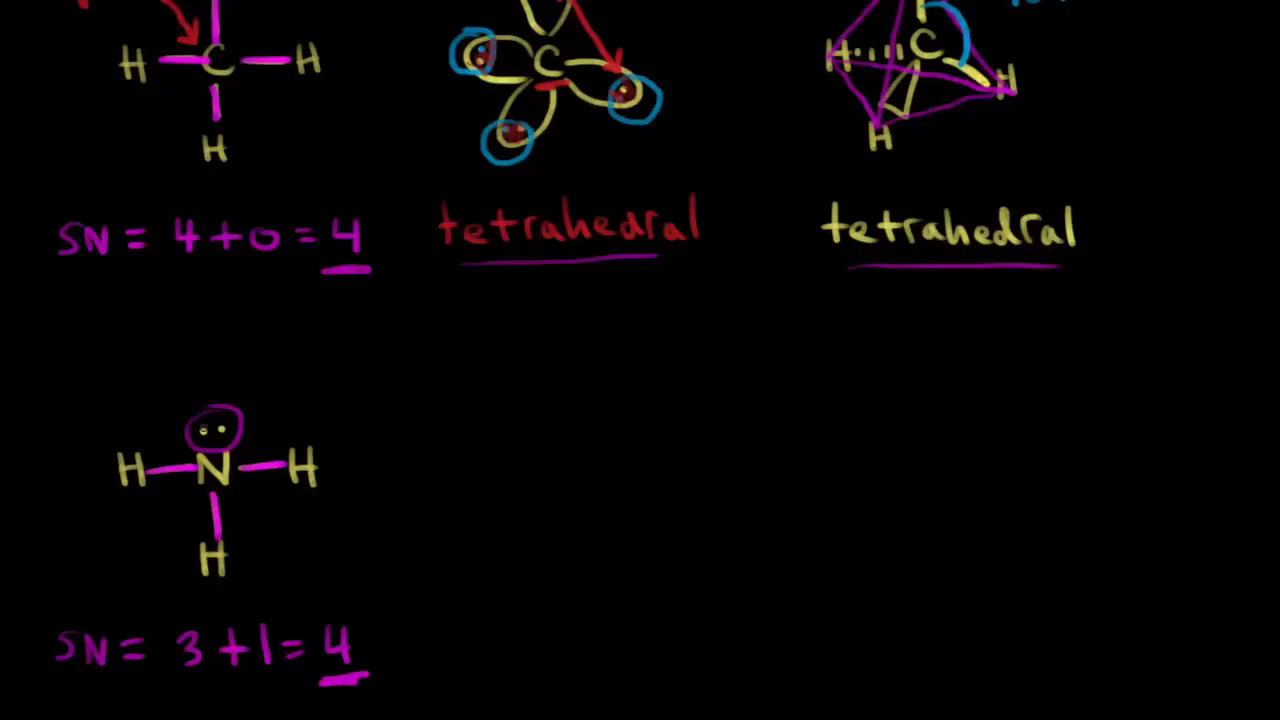 H C H C H C H
H H
SN = 4 + 0 = 4 tetrahedral tetrahedral
H N H
H
SN = 3 + 1 = 4